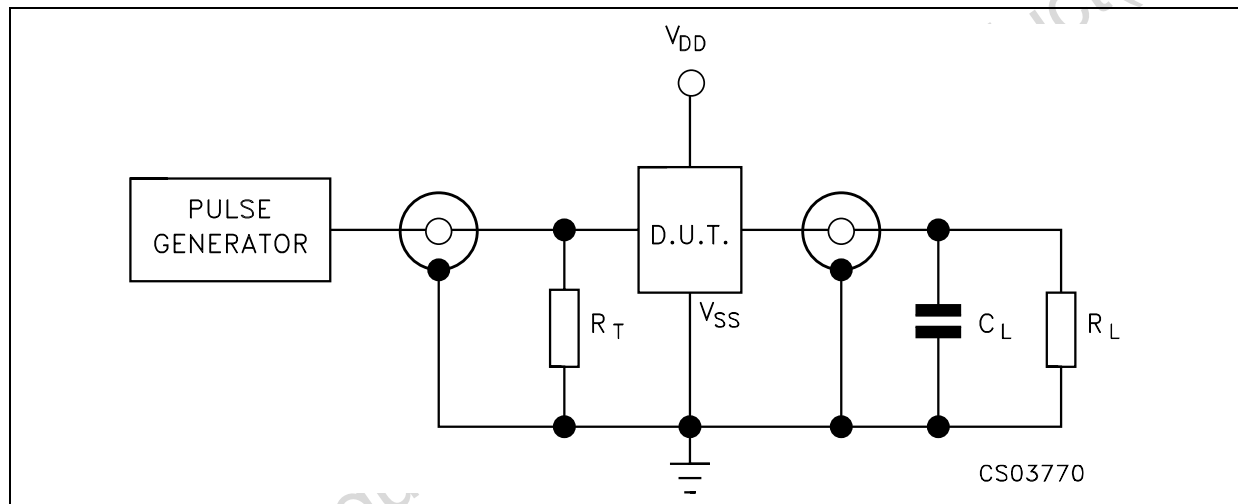 VDD
PULSE
GENERATOR
D.U.T.
VSS
RT
CL
RL
CS03770